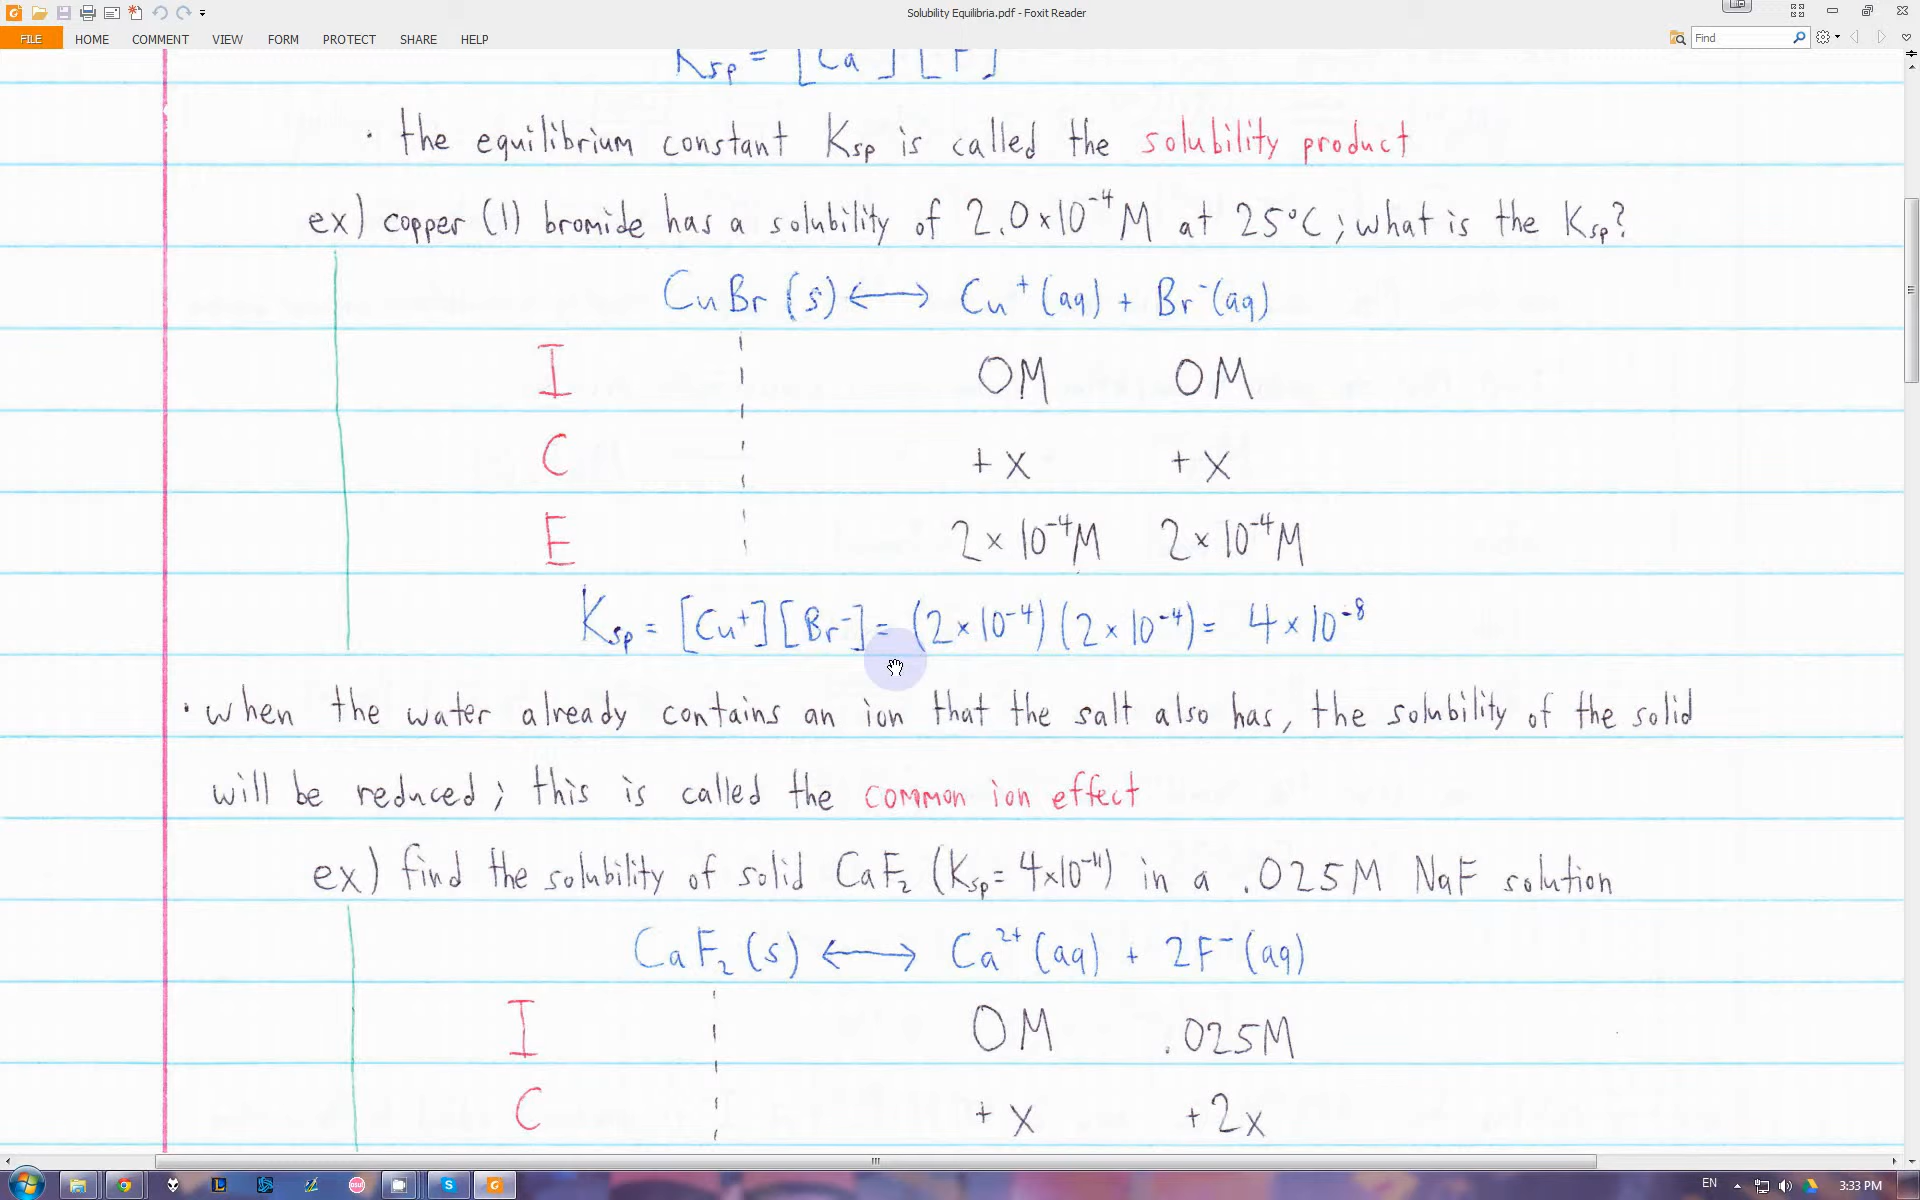 Solubility Equilibria.pdf - Foxit Reader
FILE HOME COMMENT VIEW FORM PROTECT SHARE HELP Find
Ksp = [Ca ] [F ]
· the equilibrium constant Ksp is called the solubility product
ex) copper (1) bromide has a solubility of 2.0×10⁻⁴M at 25°C; what is the Ksp?
CuBr (s) ⟷ Cu⁺(aq) + Br⁻(aq)
I 0M 0M
C +x +x
E 2×10⁻⁴M 2×10⁻⁴M
Ksp = [Cu⁺][Br⁻] = (2×10⁻⁴)(2×10⁻⁴) = 4×10⁻⁸
· when the water already contains an ion that the salt also has, the solubility of the solid
will be reduced; this is called the common ion effect
ex) find the solubility of solid CaF₂ (Ksp = 4×10⁻¹¹) in a .025M NaF solution
CaF₂(s) ⟷ Ca²⁺(aq) + 2F⁻(aq)
I 0M .025M
C +x +2x
EN 3:33 PM